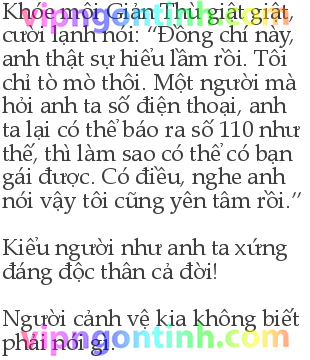 Khóe môi Giản Thù giật giật,
cười lạnh nói: “Đồng chí này,
anh thật sự hiểu lầm rồi. Tôi
chỉ tò mò thôi. Một người mà
hỏi anh ta số điện thoại, anh
ta lại có thể báo ra số 110 như
thế, thì làm sao có thể có bạn
gái được. Có điều, nghe anh
nói vậy tôi cũng yên tâm rồi.”
Kiểu người như anh ta xứng
đáng độc thân cả đời!
Người cảnh vệ kia không biết
phải nói gì.
vipngontinh.com
vipngontinh.com